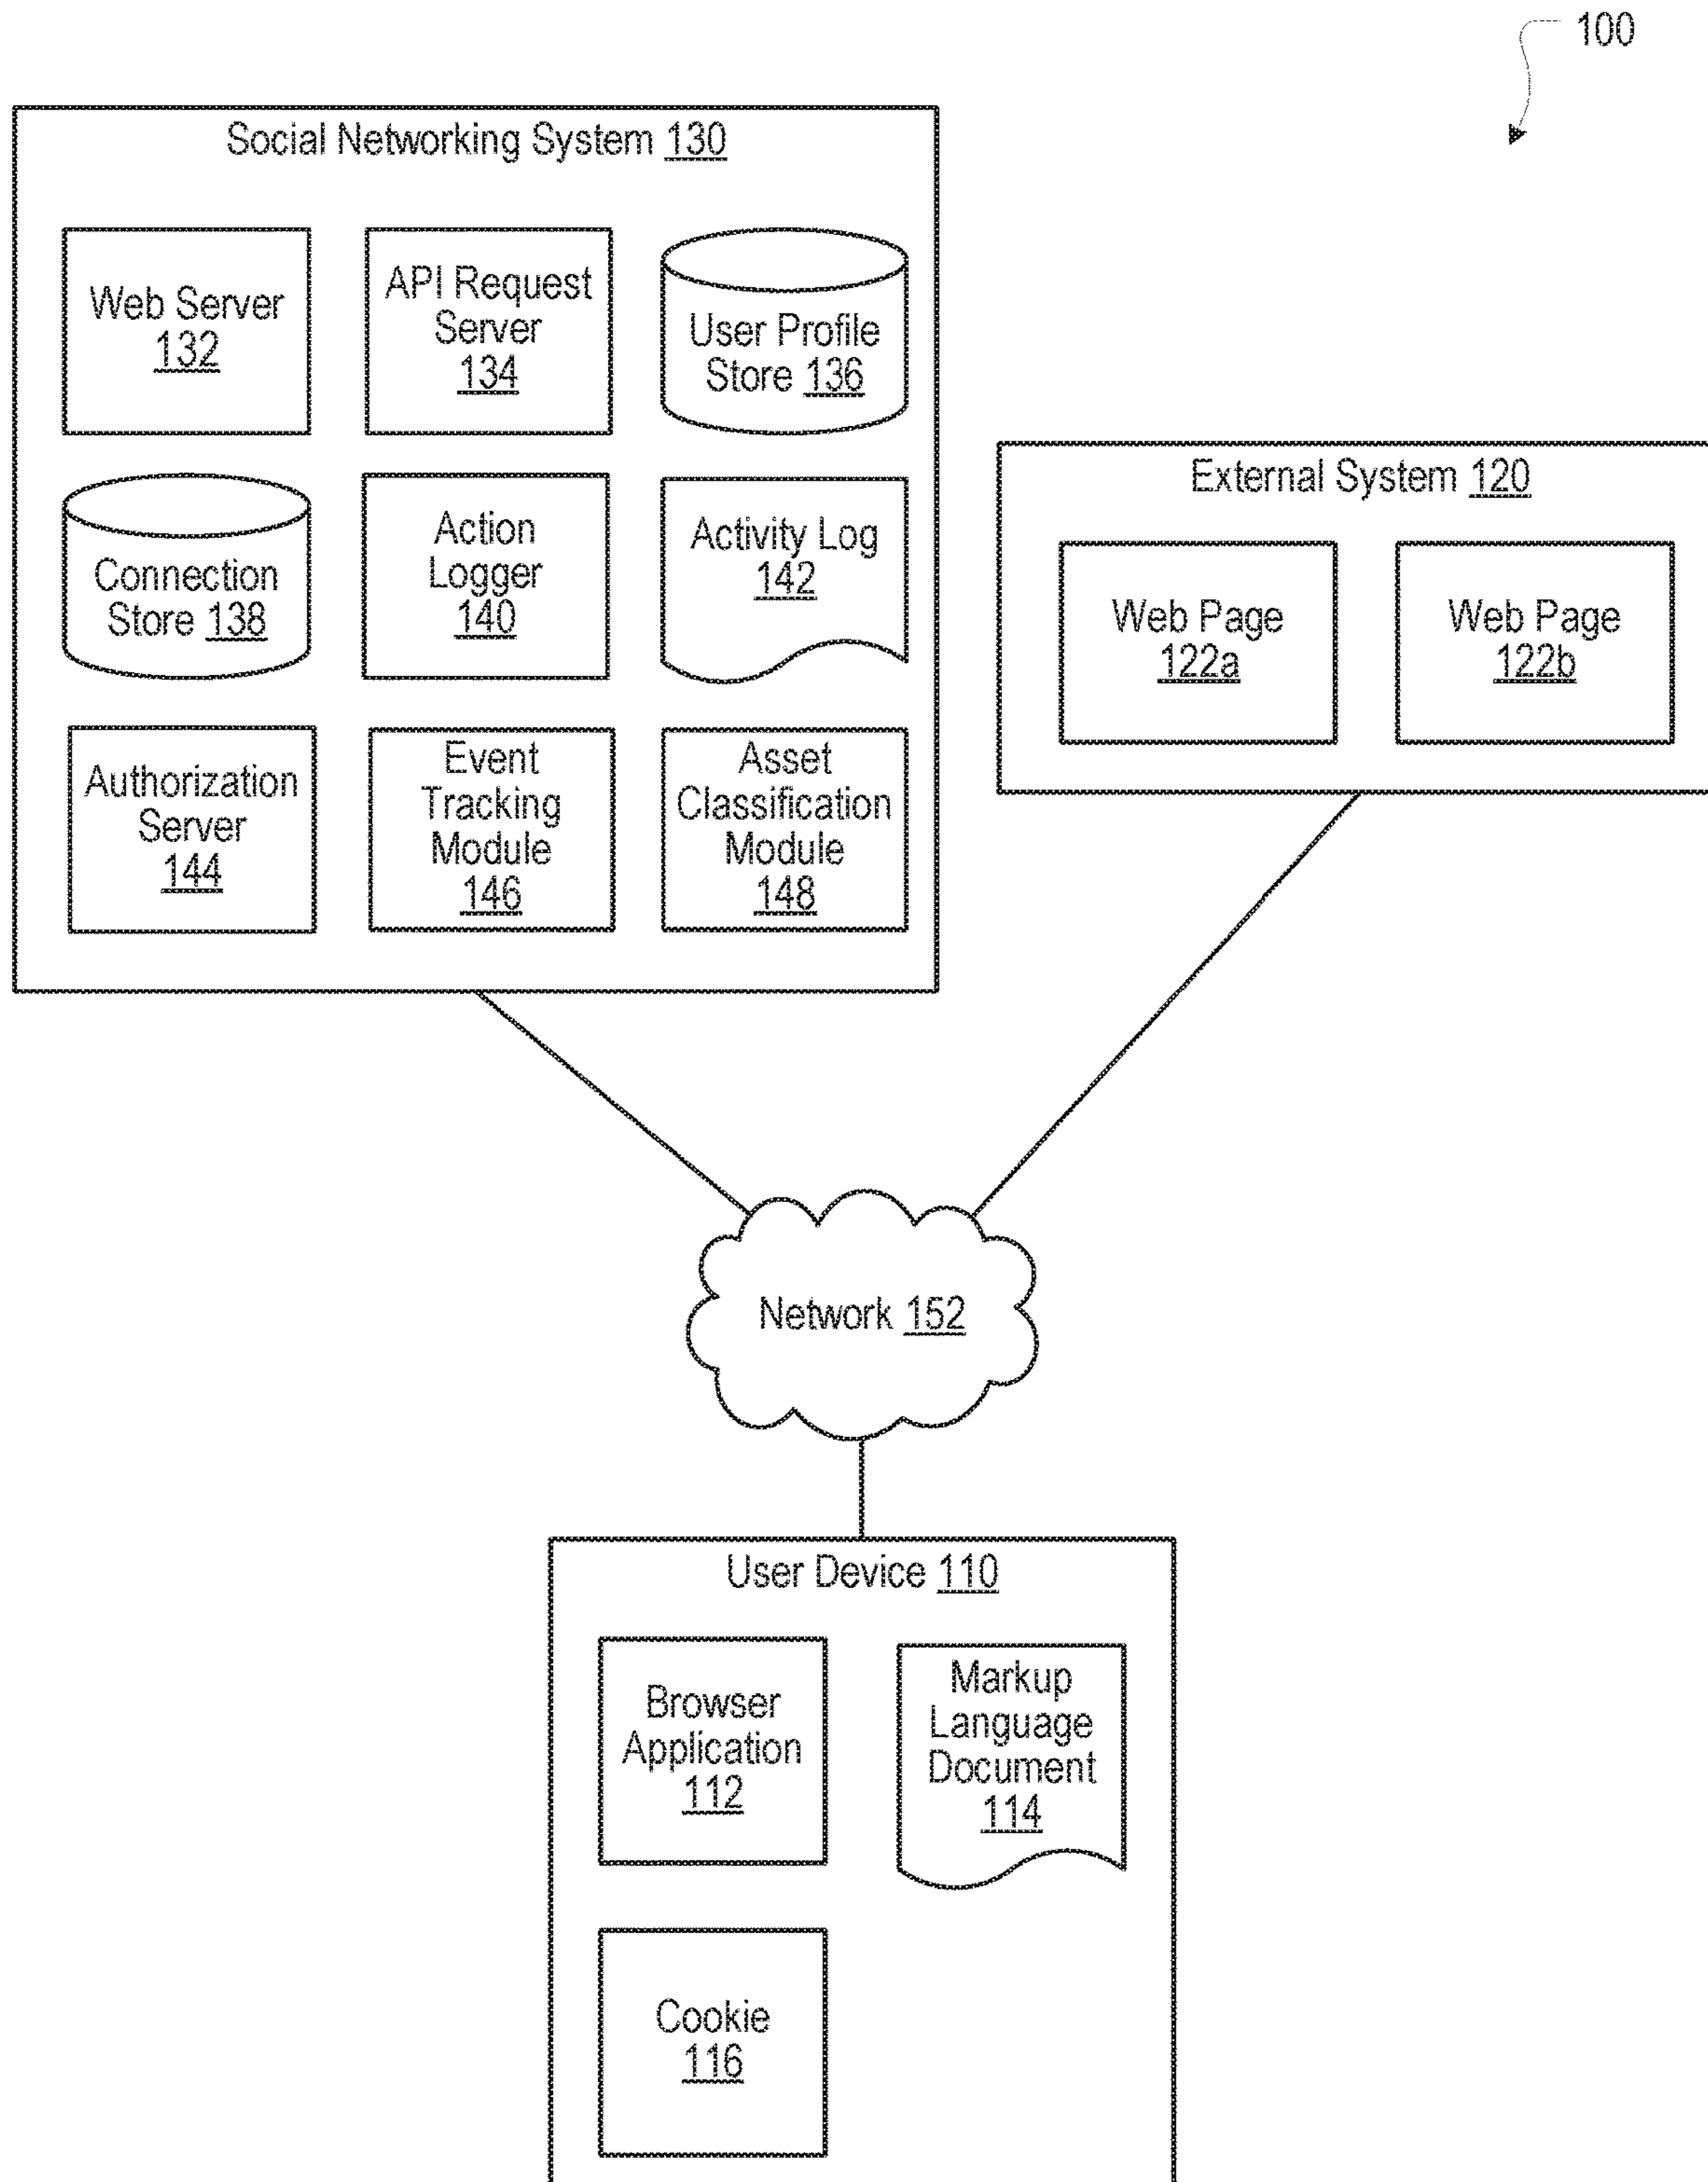 100
Social Networking System 130
Web Server
132
API Request
Server
134
User Profile
Store 136
Connection
Store 138
Action
Logger
140
Activity Log
142
Authorization
Server
144
Event
Tracking
Module
146
Asset
Classification
Module
148
External System 120
Web Page
122a
Web Page
122b
Network 152
User Device 110
Browser
Application
112
Markup
Language
Document
114
Cookie
116